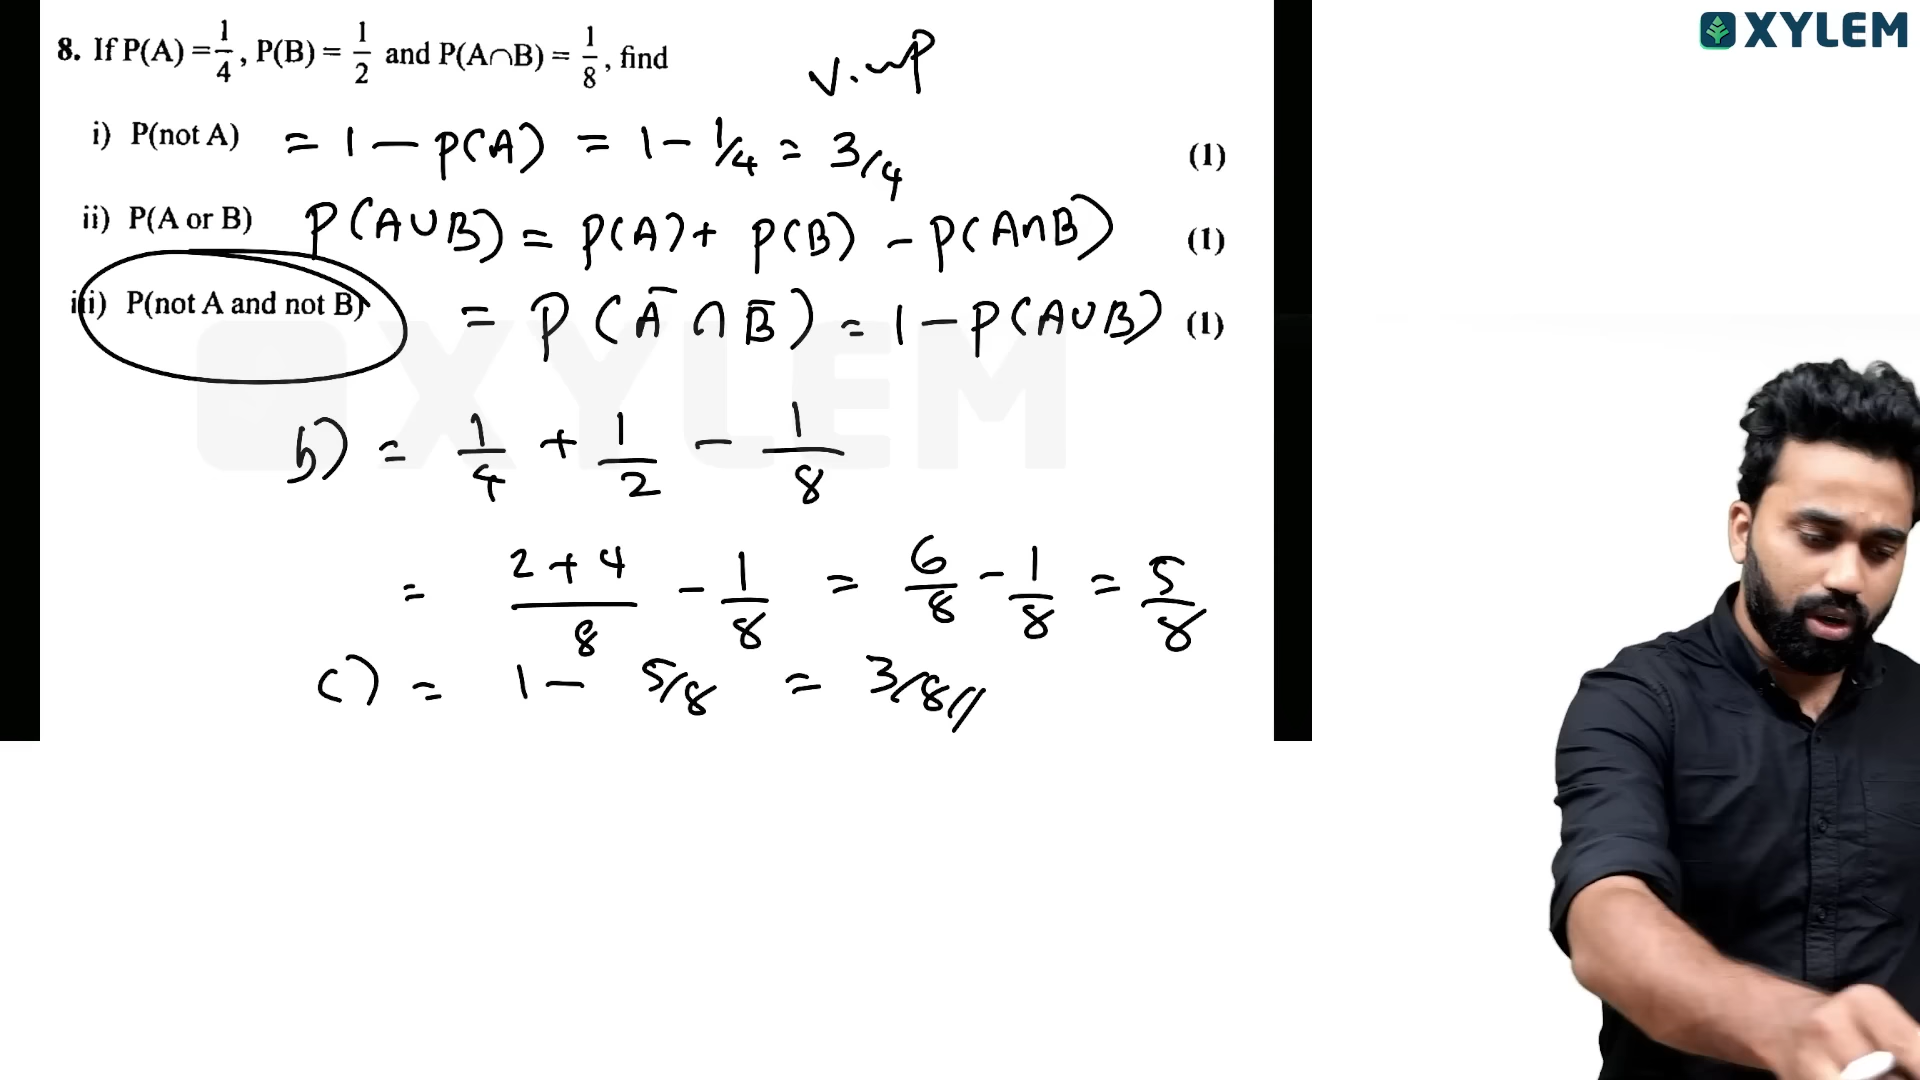 XYLEM
8. If P(A) = 1/4, P(B) = 1/2 and P(A∩B) = 1/8, find
v.imp
i) P(not A) = 1 − P(A) = 1 − 1/4 = 3/4 (1)
ii) P(A or B) P(A∪B) = P(A) + P(B) − P(A∩B) (1)
iii) P(not A and not B) = P(A̅ ∩ B̅) = 1 − P(A∪B) (1)
XYLEM
b) = 1/4 + 1/2 − 1/8
= (2+4)/8 − 1/8 = 6/8 − 1/8 = 5/8
c) = 1 − 5/8 = 3/8//